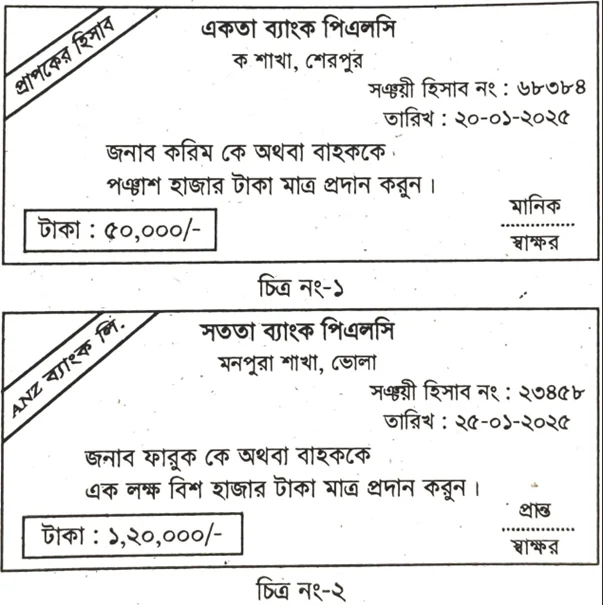 প্রাপকের হিসাব
একতা ব্যাংক পিএলসি
ক শাখা, শেরপুর
সঞ্চয়ী হিসাব নং : ৬৮৩৮৪
তারিখ : ২০-০১-২০২৫
জনাব করিম কে অথবা বাহককে
পঞ্চাশ হাজার টাকা মাত্র প্রদান করুন।
টাকা : ৫০,০০০/-
মানিক
স্বাক্ষর
চিত্র নং-১
ANZ ব্যাংক লি.
সততা ব্যাংক পিএলসি
মনপুরা শাখা, ভোলা
সঞ্চয়ী হিসাব নং : ২৩৪৫৮
তারিখ : ২৫-০১-২০২৫
জনাব ফারুক কে অথবা বাহককে
এক লক্ষ বিশ হাজার টাকা মাত্র প্রদান করুন।
টাকা : ১,২০,০০০/-
প্রান্ত
স্বাক্ষর
চিত্র নং-২